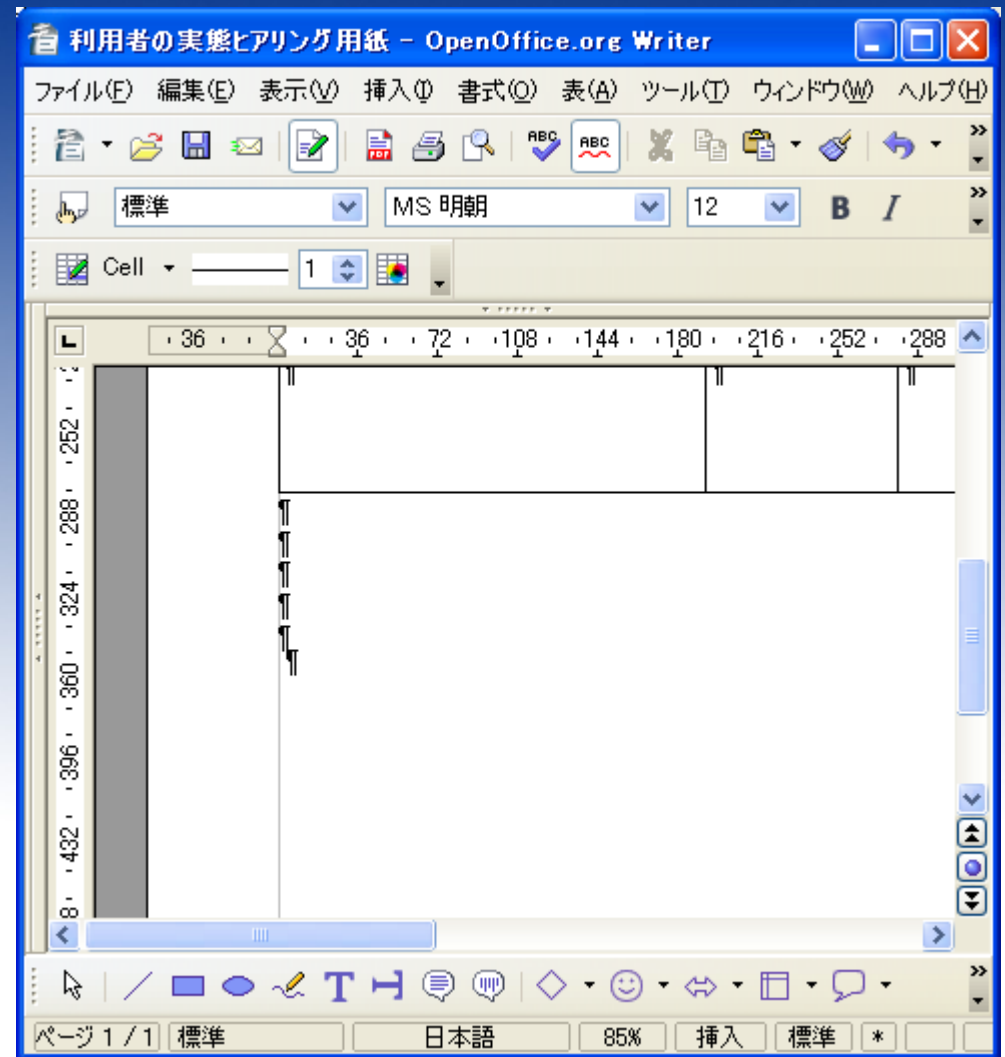 利用者の実態ヒアリング用紙 - OpenOffice.org Writer
ファイル(F) 編集(E) 表示(V) 挿入(I) 書式(O) 表(A) ツール(T) ウィンドウ(W) ヘルプ(H)
PDF ABC ABC
標準 MS 明朝 12 B I
Cell 1
L 36 36 72 108 144 180 216 252 288
¶ ¶ ¶
252
288
¶
¶
¶
324
¶
¶
¶
360
396
432
T
ページ 1 / 1 標準 日本語 85% 挿入 標準 *